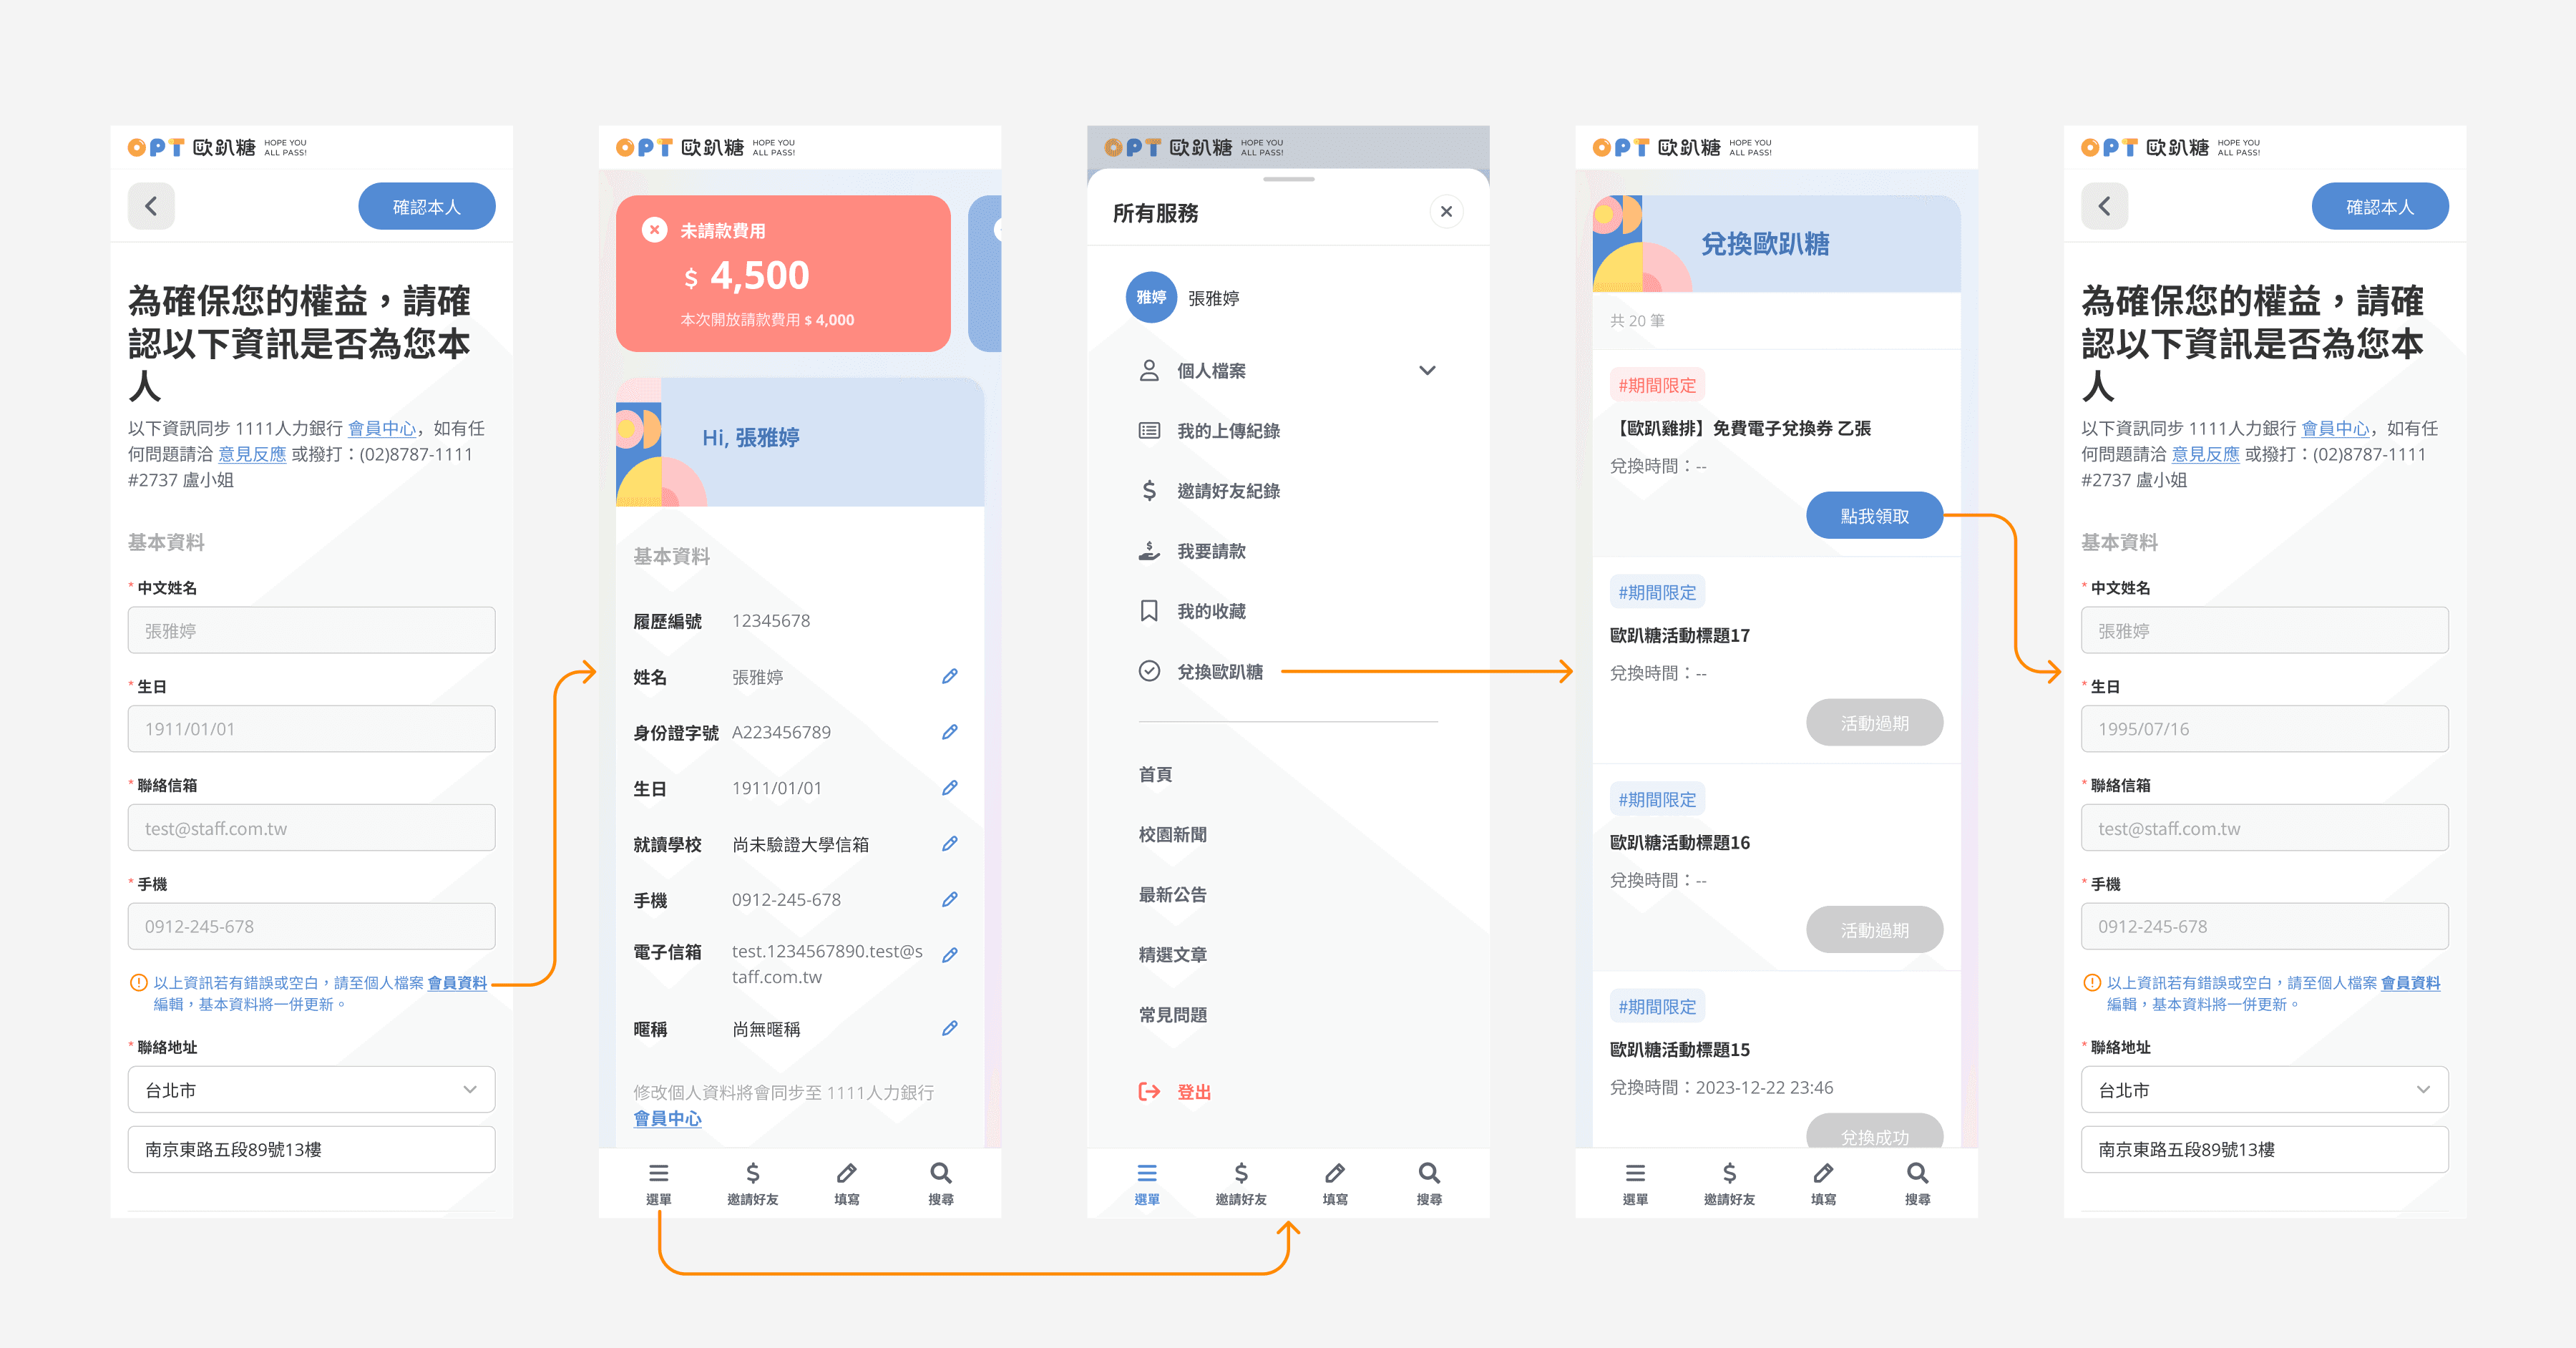 OPT 歐趴糖 HOPE YOU ALL PASS!
確認本人
為確保您的權益，請確
認以下資訊是否為您本
人
以下資訊同步 1111人力銀行 會員中心，如有任
何問題請洽 意見反應 或撥打：(02)8787-1111
#2737 盧小姐
基本資料
* 中文姓名
張雅婷
* 生日
1911/01/01
* 聯絡信箱
test@staff.com.tw
* 手機
0912-245-678
以上資訊若有錯誤或空白，請至個人檔案 會員資料
編輯，基本資料將一併更新。
* 聯絡地址
台北市
南京東路五段89號13樓
OPT 歐趴糖 HOPE YOU ALL PASS!
未請款費用
$ 4,500
本次開放請款費用 $ 4,000
Hi, 張雅婷
基本資料
履歷編號 12345678
姓名 張雅婷
身份證字號 A223456789
生日 1911/01/01
就讀學校 尚未驗證大學信箱
手機 0912-245-678
電子信箱 test.1234567890.test@s
taff.com.tw
暱稱 尚無暱稱
修改個人資料將會同步至 1111人力銀行
會員中心
選單 邀請好友 填寫 搜尋
OPT 歐趴糖 HOPE YOU ALL PASS!
所有服務
雅婷 張雅婷
個人檔案
我的上傳紀錄
邀請好友紀錄
我要請款
我的收藏
兌換歐趴糖
首頁
校園新聞
最新公告
精選文章
常見問題
登出
選單 邀請好友 填寫 搜尋
OPT 歐趴糖 HOPE YOU ALL PASS!
兌換歐趴糖
共 20 筆
#期間限定
【歐趴雞排】免費電子兌換券 乙張
兌換時間：--
點我領取
#期間限定
歐趴糖活動標題17
兌換時間：--
活動過期
#期間限定
歐趴糖活動標題16
兌換時間：--
活動過期
#期間限定
歐趴糖活動標題15
兌換時間：2023-12-22 23:46
兌換成功
選單 邀請好友 填寫 搜尋
OPT 歐趴糖 HOPE YOU ALL PASS!
確認本人
為確保您的權益，請確
認以下資訊是否為您本
人
以下資訊同步 1111人力銀行 會員中心，如有任
何問題請洽 意見反應 或撥打：(02)8787-1111
#2737 盧小姐
基本資料
* 中文姓名
張雅婷
* 生日
1995/07/16
* 聯絡信箱
test@staff.com.tw
* 手機
0912-245-678
以上資訊若有錯誤或空白，請至個人檔案 會員資料
編輯，基本資料將一併更新。
* 聯絡地址
台北市
南京東路五段89號13樓